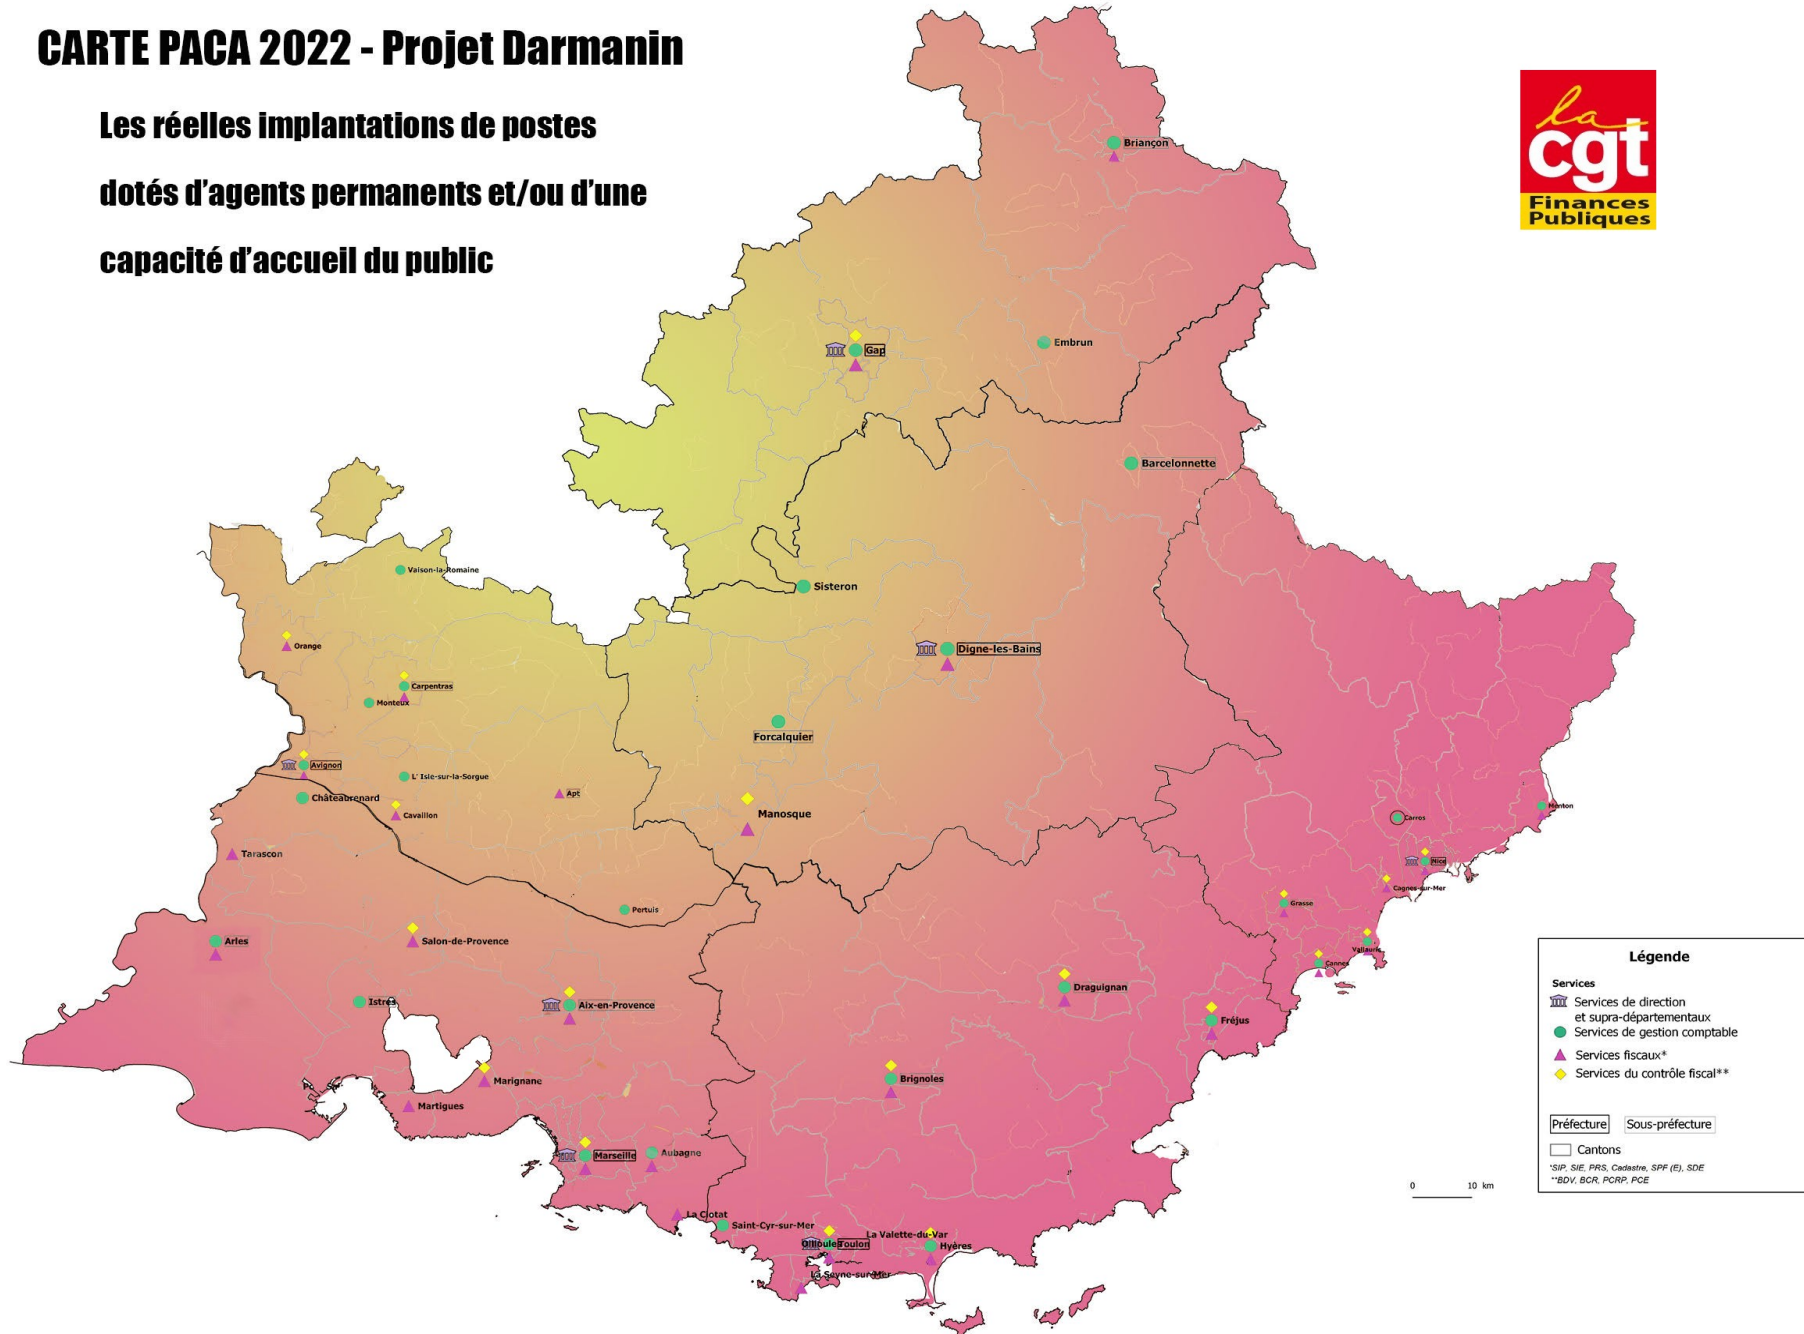 CARTE PACA 2022 - Projet Darmanin
Les réelles implantations de postes
dotés d'agents permanents et/ou d'une
capacité d'accueil du public
la
cgt
Finances
Publiques
Briançon
Embrun
Gap
Barcelonnette
Vaison-la-Romaine
Sisteron
Orange
Digne-les-Bains
Carpentras
Monteux
Forcalquier
Avignon
L' Isle-sur-la-Sorgue
Apt
Châteaurenard
Cavaillon
Manosque
Menton
Carros
Tarascon
Nice
Cagnes-sur-Mer
Grasse
Pertuis
Arles
Salon-de-Provence
Vallauris
Cannes
Draguignan
Istres
Aix-en-Provence
Fréjus
Marignane
Brignoles
Martigues
Marseille
Aubagne
La Ciotat
Saint-Cyr-sur-Mer
La Valette-du-Var
Ollioules
Toulon
Hyères
La Seyne-sur-Mer
Légende
Services
Services de direction
et supra-départementaux
Services de gestion comptable
Services fiscaux*
Services du contrôle fiscal**
Préfecture
Sous-préfecture
Cantons
*SIP, SIE, PRS, Cadastre, SPF (E), SDE
**BDV, BCR, PCRP, PCE
0 10 km